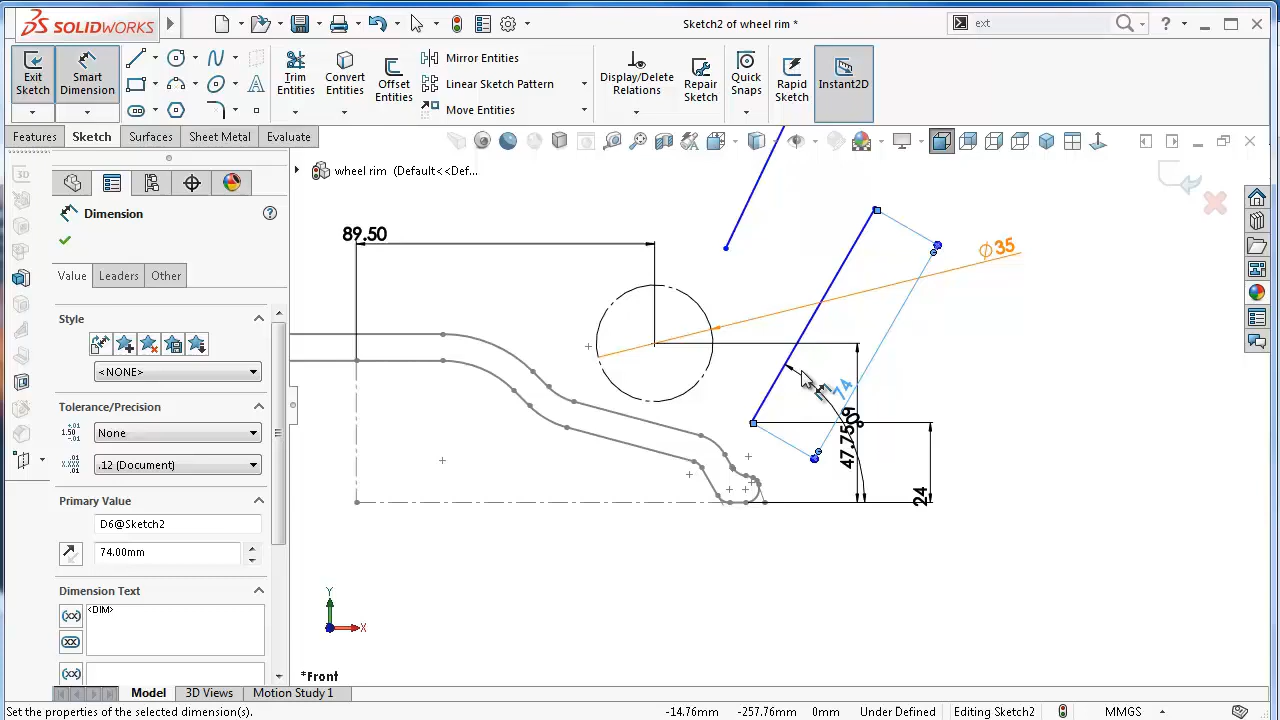 SOLIDWORKS
Sketch2 of wheel rim *
ext
Exit Sketch
Smart Dimension
Trim Entities
Convert Entities
Offset Entities
Mirror Entities
Linear Sketch Pattern
Move Entities
Display/Delete Relations
Repair Sketch
Quick Snaps
Rapid Sketch
Instant2D
Features
Sketch
Surfaces
Sheet Metal
Evaluate
wheel rim (Default<<Def...
Dimension
Value
Leaders
Other
Style
<NONE>
Tolerance/Precision
None
.12 (Document)
Primary Value
D6@Sketch2
74.00mm
Dimension Text
<DIM>
89.50
Ø35
74
24
Y
X
*Front
Model
3D Views
Motion Study 1
Set the properties of the selected dimension(s).
-14.76mm
-257.76mm
0mm
Under Defined
Editing Sketch2
MMGS